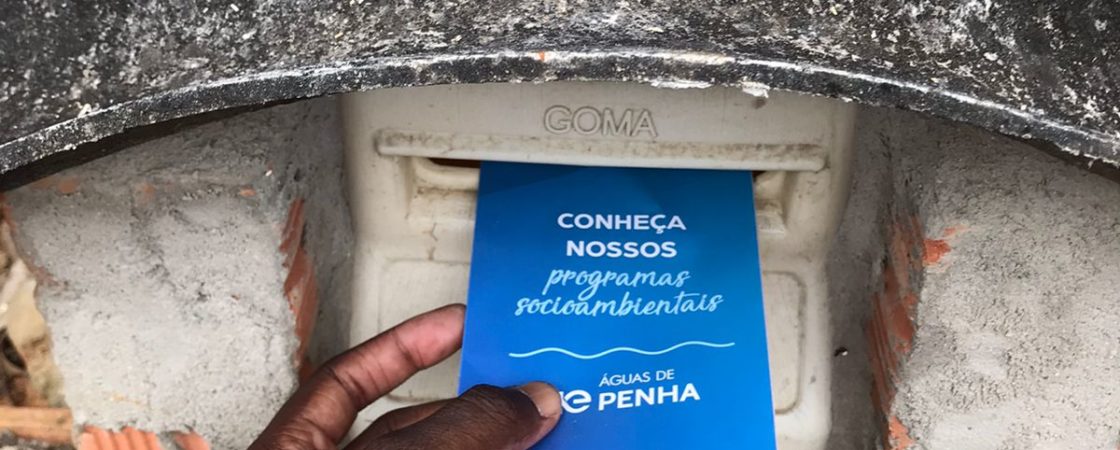 GOMA
CONHEÇA
NOSSOS
programas
socioambientais
ÁGUAS DE
PENHA